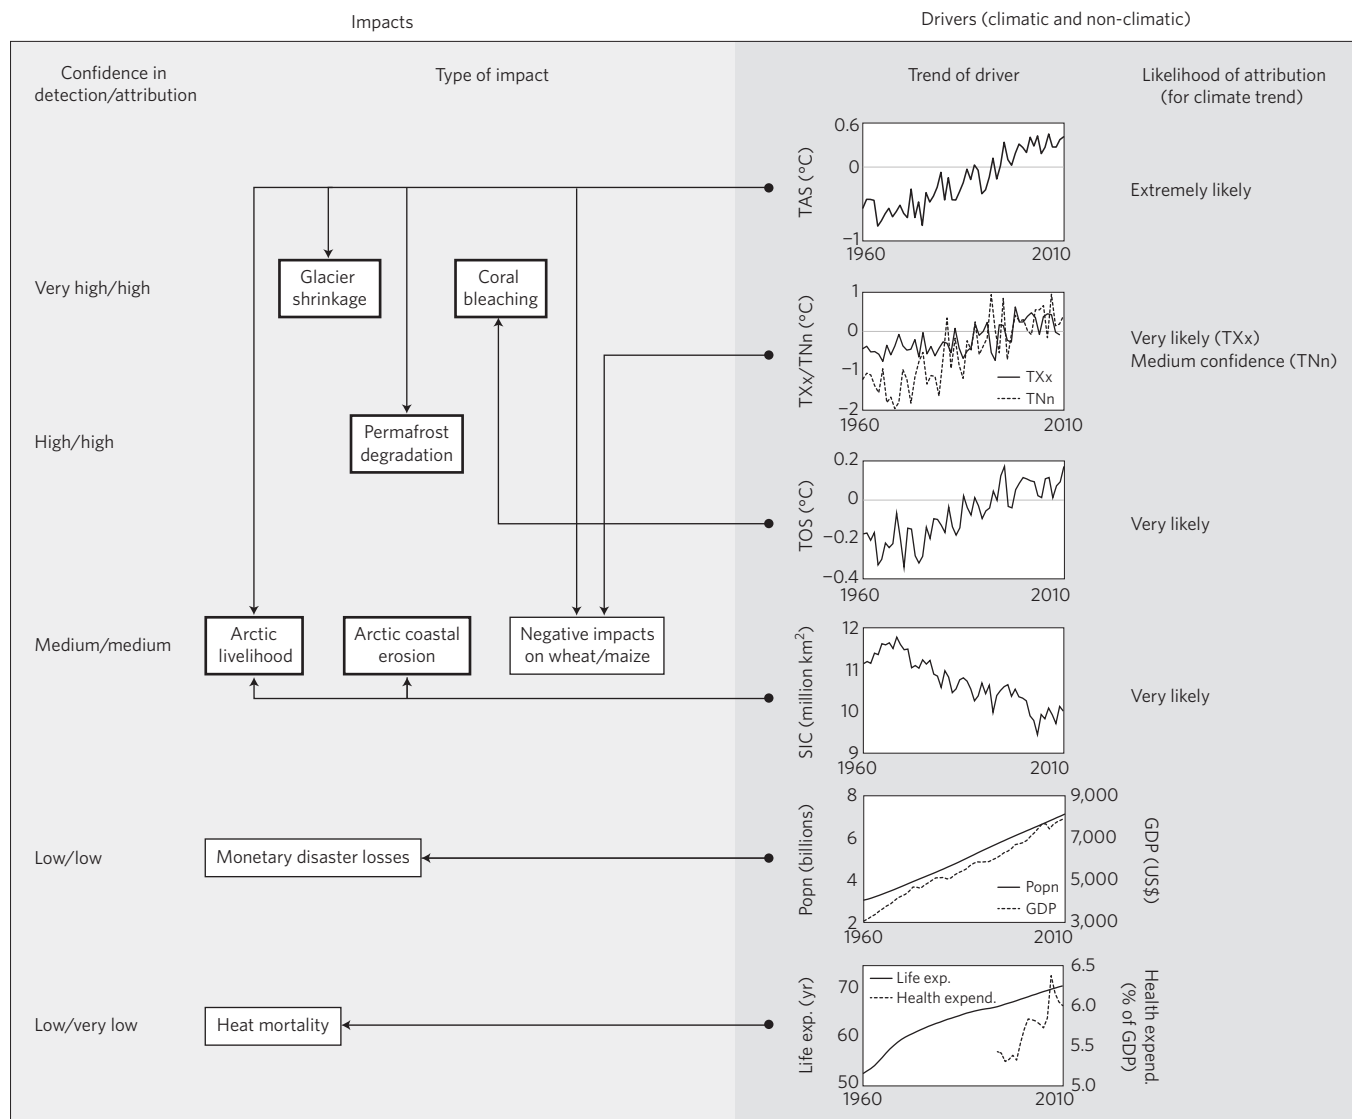 Impacts
Drivers (climatic and non-climatic)
Confidence in
detection/attribution
Type of impact
Trend of driver
Likelihood of attribution
(for climate trend)
TAS (°C)
0.6
0
−1
1960
2010
Extremely likely
Very high/high
Glacier
shrinkage
Coral
bleaching
TXx/TNn (°C)
1
0
−1
−2
TXx
TNn
1960
2010
Very likely (TXx)
Medium confidence (TNn)
High/high
Permafrost
degradation
TOS (°C)
0.2
0
−0.2
−0.4
1960
2010
Very likely
Medium/medium
Arctic
livelihood
Arctic coastal
erosion
Negative impacts
on wheat/maize
SIC (million km²)
12
11
10
9
1960
2010
Very likely
Low/low
Monetary disaster losses
Popn (billions)
8
6
4
2
Popn
GDP
9,000
7,000
5,000
3,000
GDP (US$)
1960
2010
Low/very low
Heat mortality
Life exp. (yr)
70
60
50
Life exp.
Health expend.
6.5
6.0
5.5
5.0
Health expend.
(% of GDP)
1960
2010